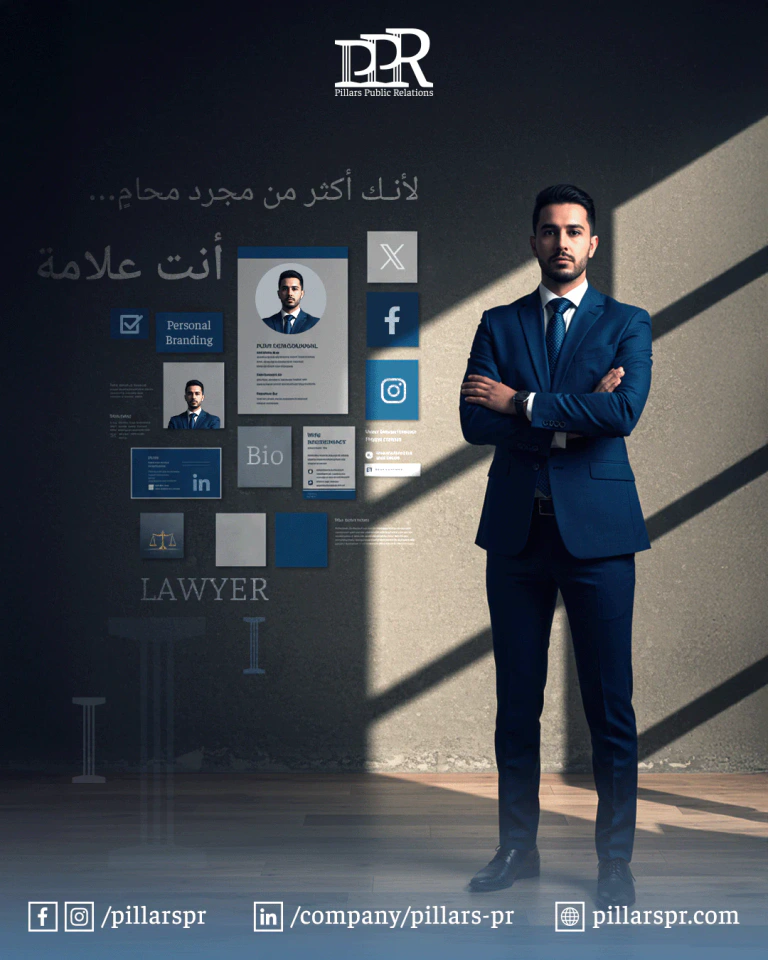 PPR
Pillars Public Relations
لأنك أكثر من مجرد محامٍ...
أنت علامة
Personal
Branding
Bio
in
LAWYER
/pillarspr
/company/pillars-pr
pillarspr.com